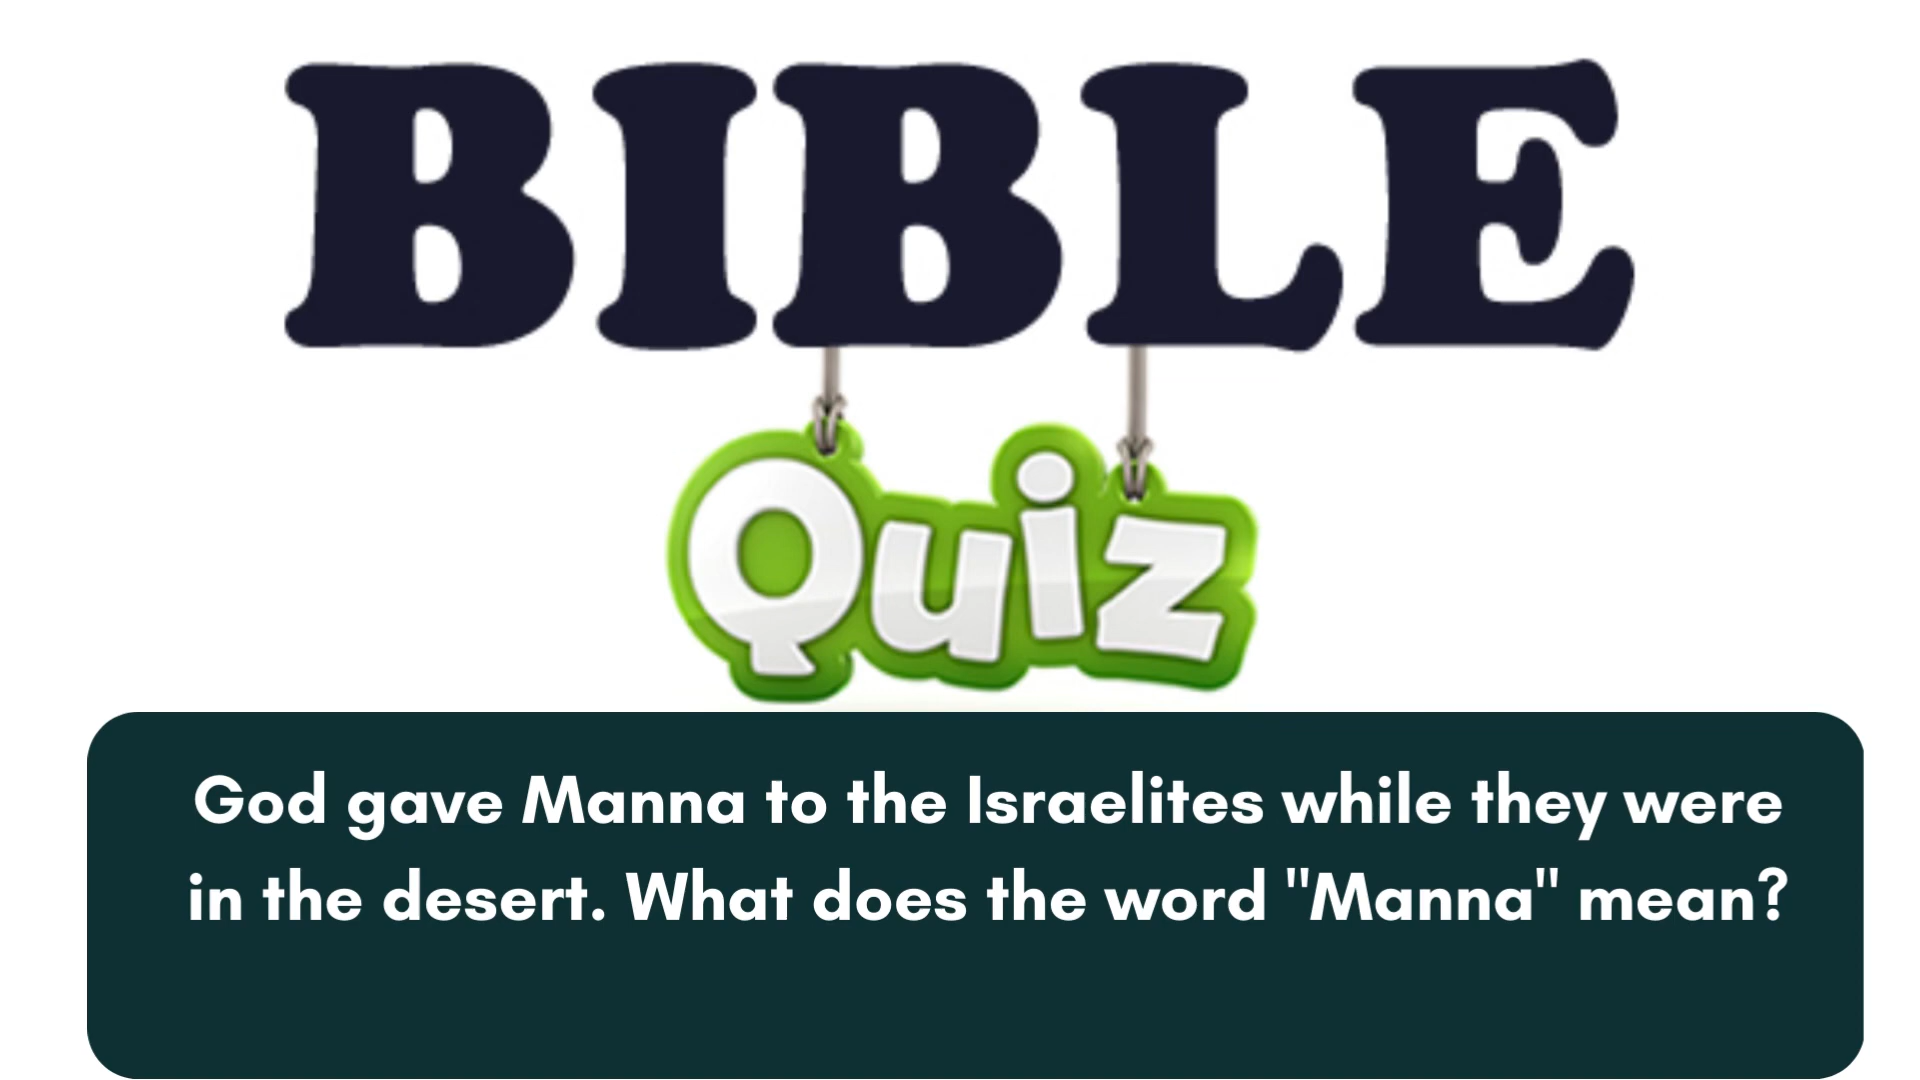 BIBLE
Quiz
God gave Manna to the Israelites while they were
in the desert. What does the word "Manna" mean?